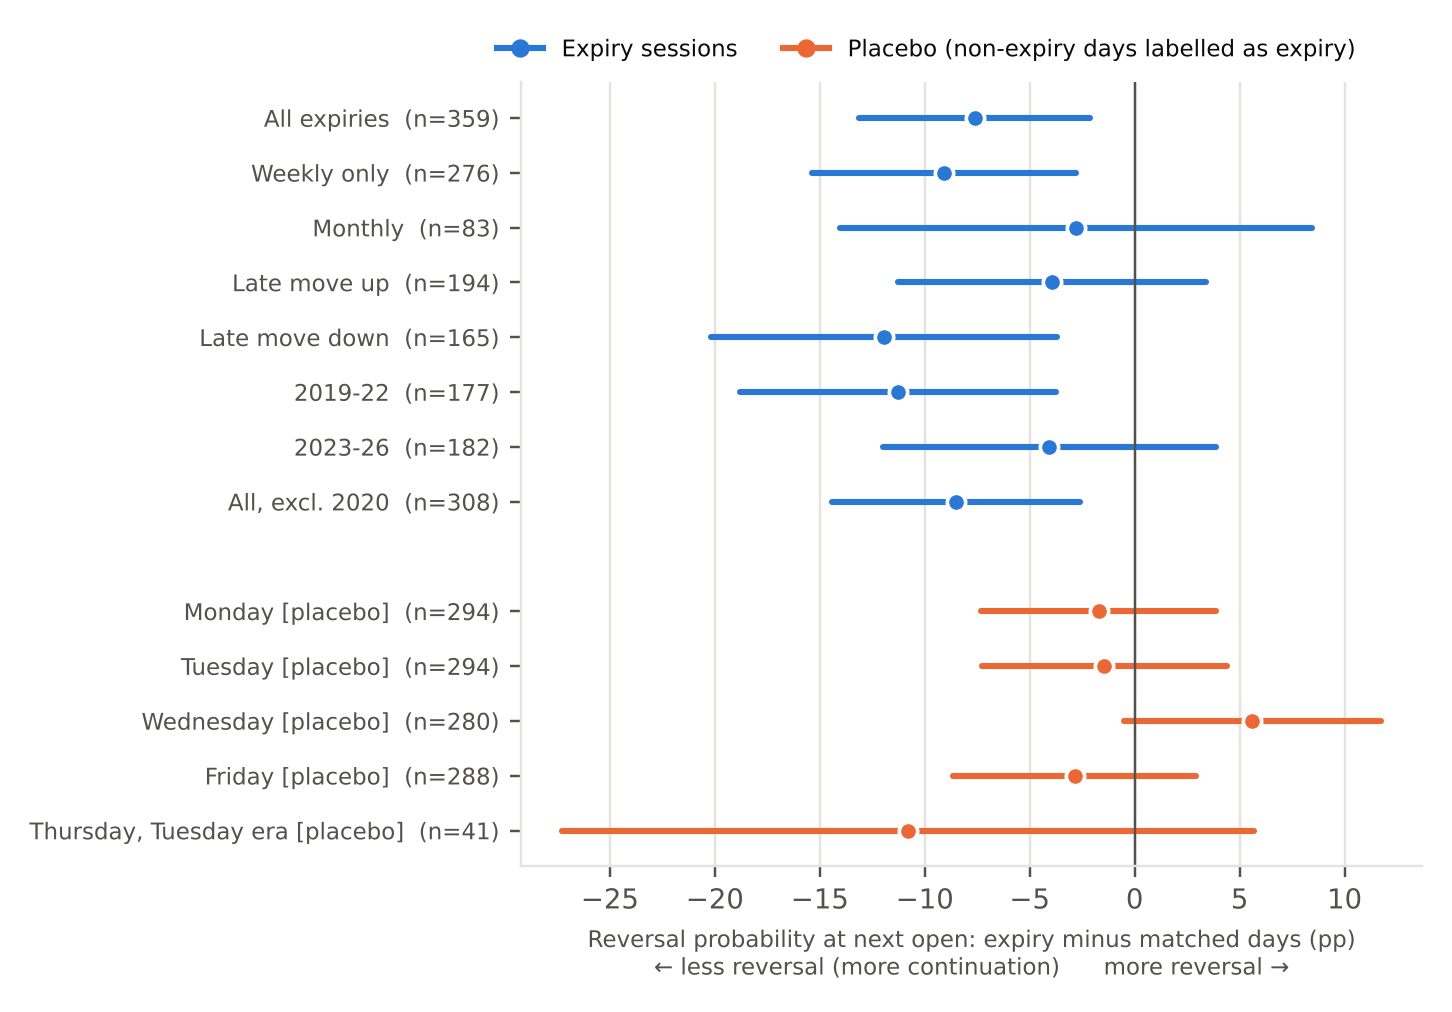 Expiry sessions
Placebo (non-expiry days labelled as expiry)
All expiries (n=359)
Weekly only (n=276)
Monthly (n=83)
Late move up (n=194)
Late move down (n=165)
2019-22 (n=177)
2023-26 (n=182)
All, excl. 2020 (n=308)
Monday [placebo] (n=294)
Tuesday [placebo] (n=294)
Wednesday [placebo] (n=280)
Friday [placebo] (n=288)
Thursday, Tuesday era [placebo] (n=41)
−25 −20 −15 −10 −5 0 5 10
Reversal probability at next open: expiry minus matched days (pp)
← less reversal (more continuation) more reversal →